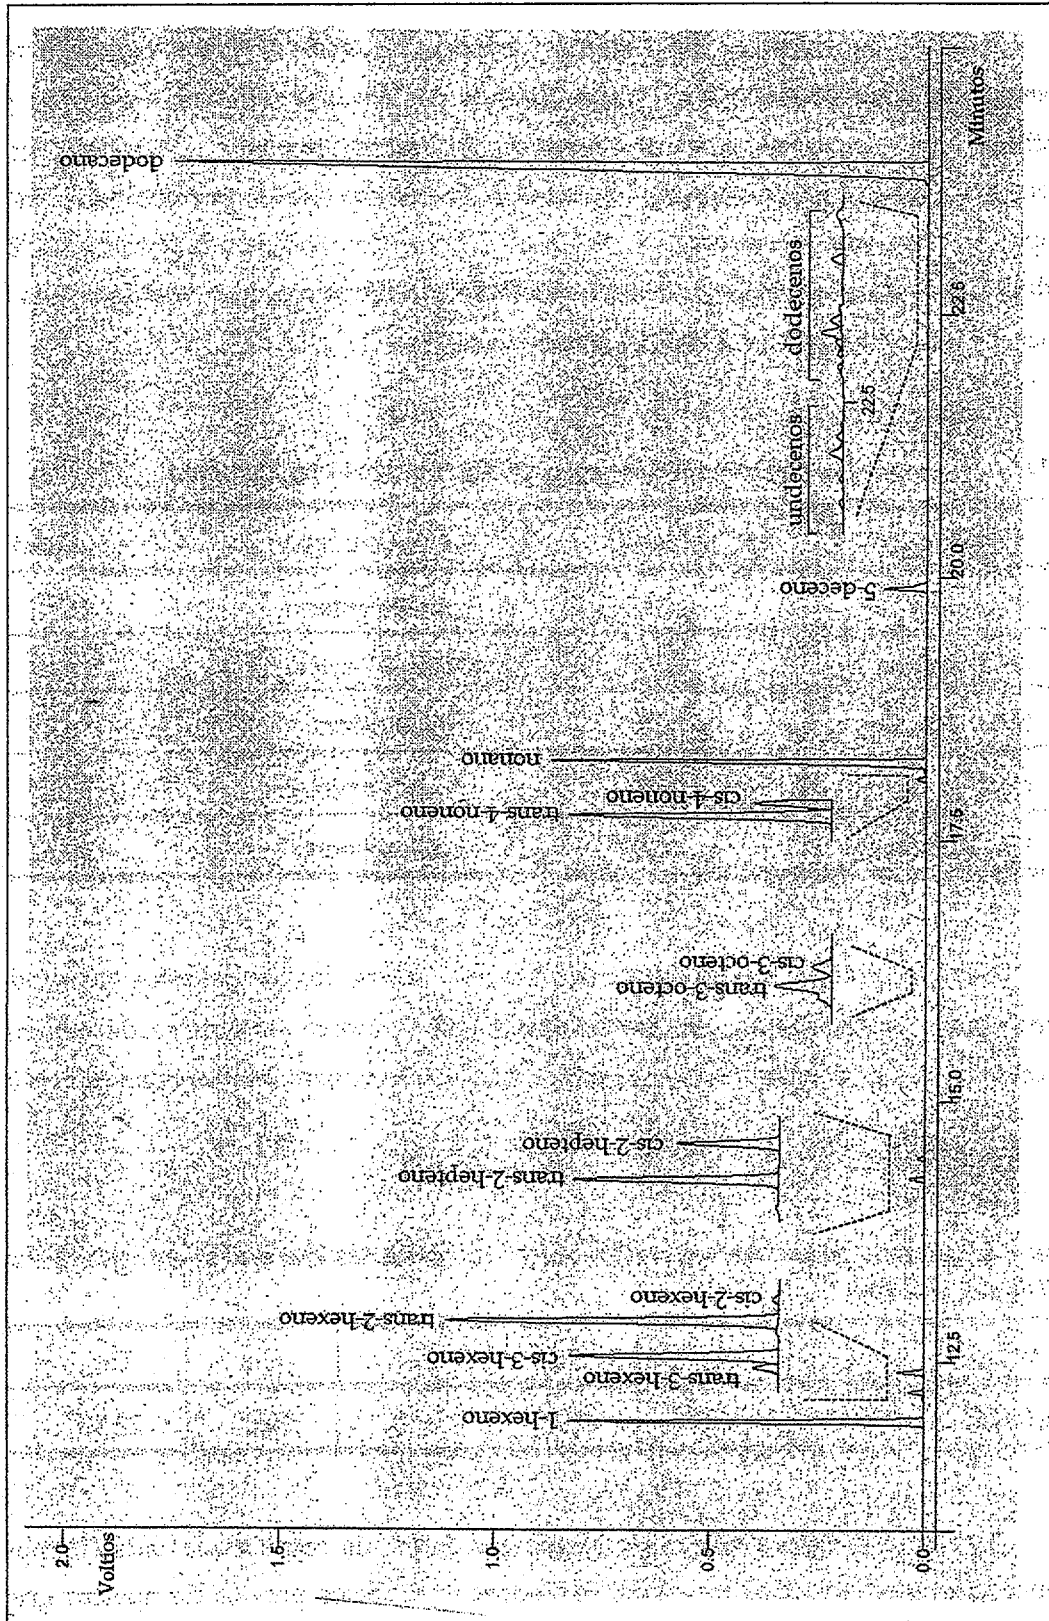 Voltios
2.0
1.5
1.0
0.5
0.0
1-hexeno
trans-3-hexeno
cis-3-hexeno
trans-2-hexeno
cis-2-hexeno
trans-2-hepteno
cis-2-hepteno
trans-3-octeno
cis-3-octeno
trans-4-noneno
cis-4-noneno
nonano
5-deceno
undecenos
dodecenos
22.5
dodecano
12.5
15.0
17.5
20.0
22.5
Minutos